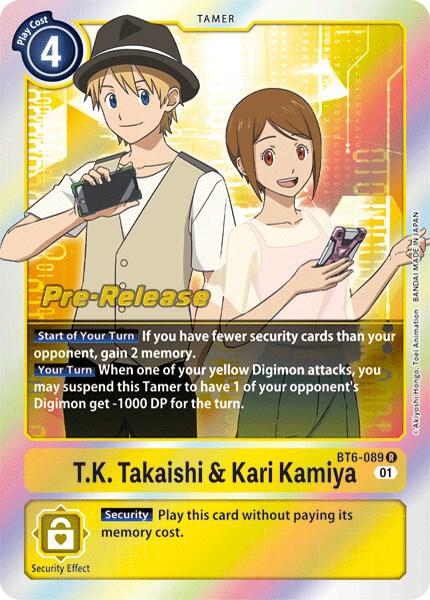 TAMER
Play Cost
4
Pre-Release
Start of Your Turn If you have fewer security cards than your
opponent, gain 2 memory.
Your Turn When one of your yellow Digimon attacks, you
may suspend this Tamer to have 1 of your opponent's
Digimon get -1000 DP for the turn.
©Akiyoshi Hongo, Toei Animation BANDAI MADE IN JAPAN
BT6-089 R
T.K. Takaishi & Kari Kamiya
01
Security Play this card without paying its
memory cost.
Security Effect